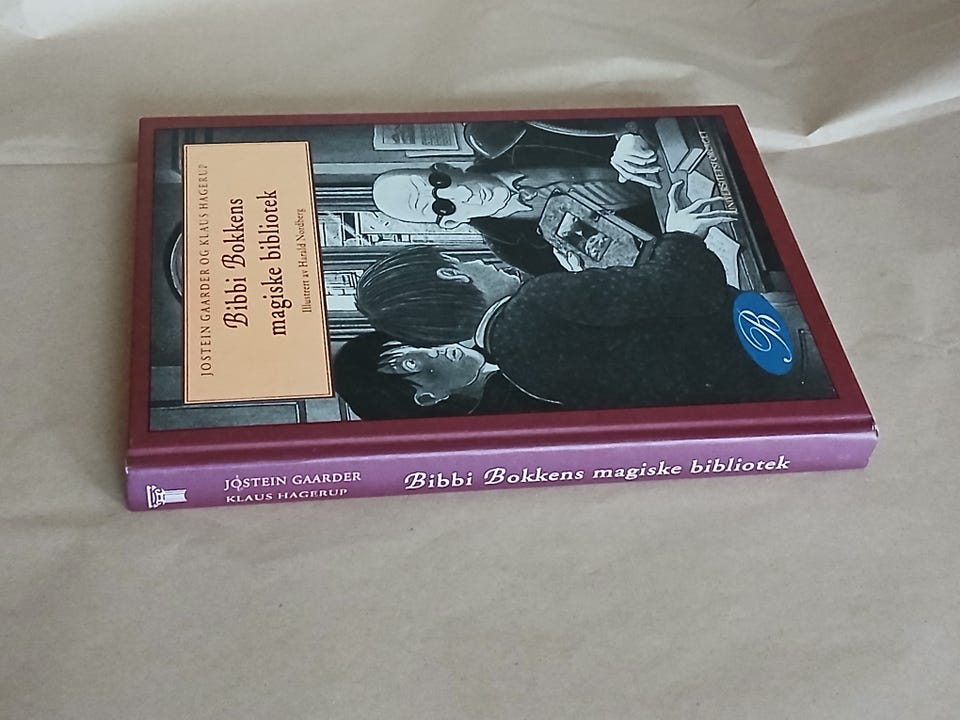 JOSTEIN GAARDER OG KLAUS HAGERUP
Bibbi Bokkens
magiske bibliotek
Illustrert av Harald Nordberg
UNIVERSITETSFORLAGET
B
JOSTEIN GAARDER
KLAUS HAGERUP
Bibbi Bokkens magiske bibliotek